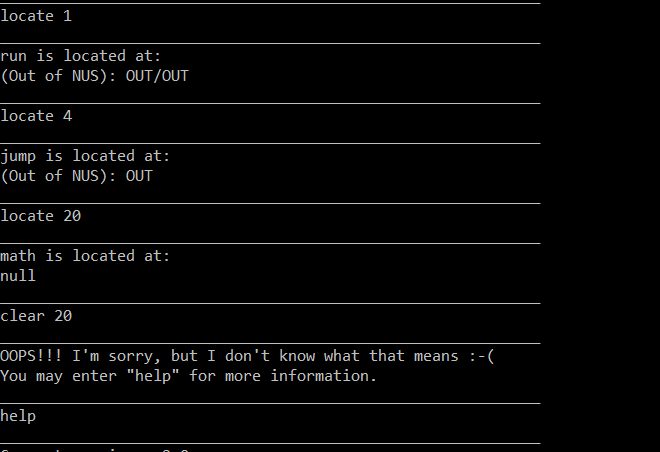 locate 1
run is located at:
(Out of NUS): OUT/OUT
locate 4
jump is located at:
(Out of NUS): OUT
locate 20
math is located at:
null
clear 20
OOPS!!! I'm sorry, but I don't know what that means :-(
You may enter "help" for more information.
help